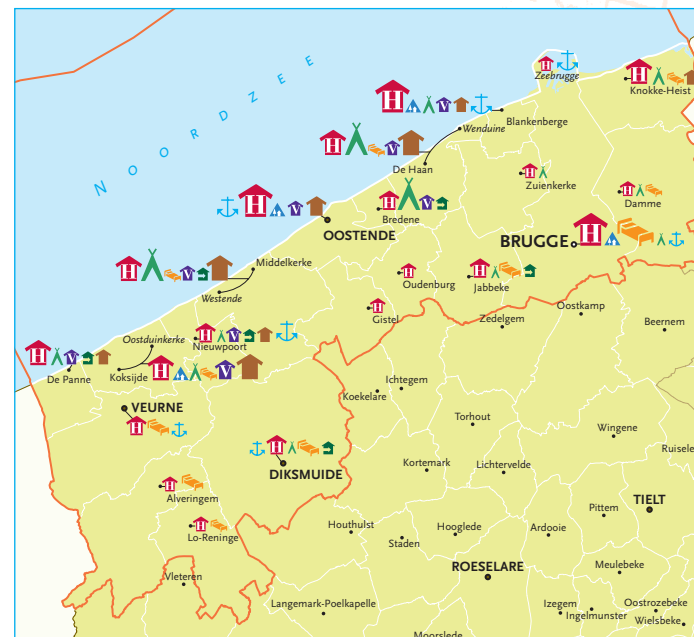 NOORDZEE
Zeebrugge
Knokke-Heist
Blankenberge
Wenduine
De Haan
Zuienkerke
Damme
Bredene
OOSTENDE
BRUGGE
Middelkerke
Westende
Oudenburg
Jabbeke
Oostkamp
Gistel
Zedelgem
Beernem
Oostduinkerke
Nieuwpoort
De Panne
Koksijde
Ichtegem
Koekelare
VEURNE
Torhout
Wingene
Ruisele
DIKSMUIDE
Kortemark
Lichtervelde
Alveringem
TIELT
Pittem
Lo-Reninge
Houthulst
Hooglede
Ardooie
Staden
ROESELARE
Meulebeke
Vleteren
Langemark-Poelkapelle
Izegem
Oostrozebeke
Ingelmunster
Wielsbeke
Moorslede